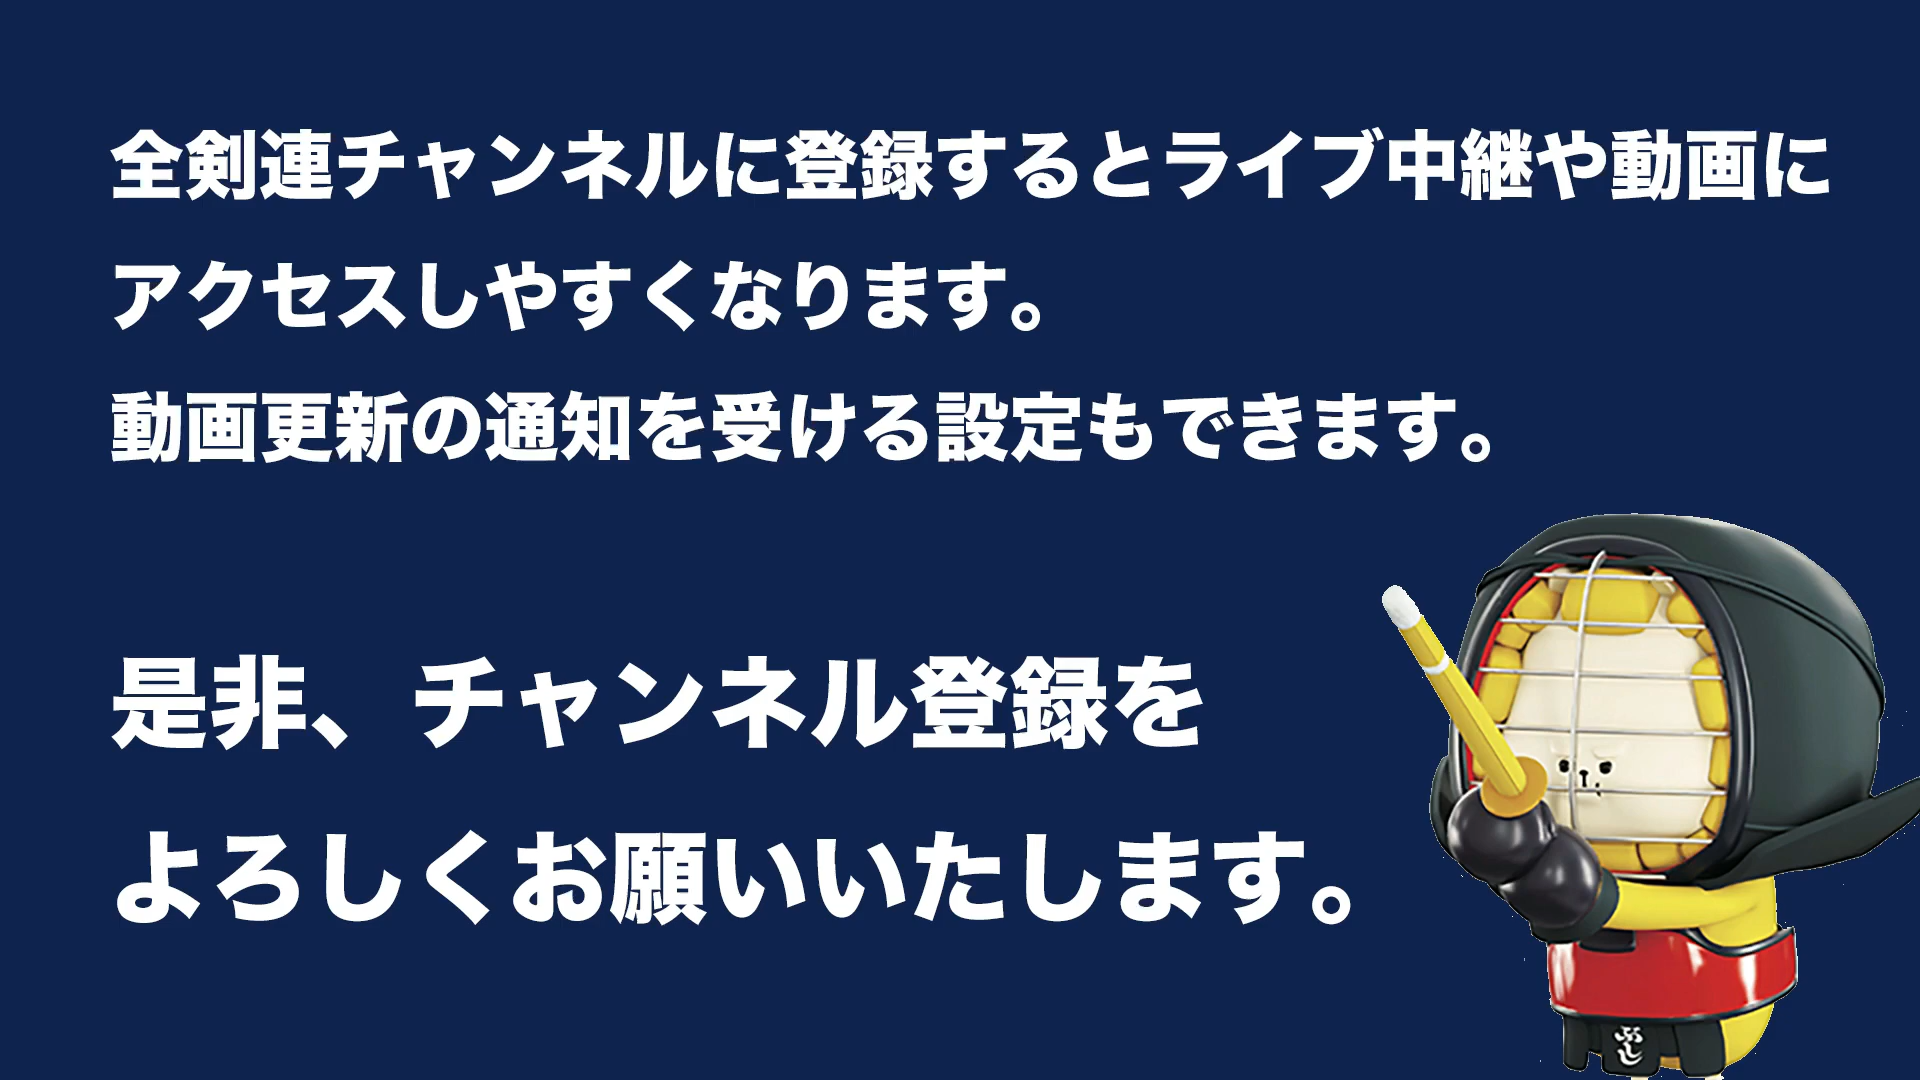 全剣連チャンネルに登録するとライブ中継や動画に
アクセスしやすくなります。
動画更新の通知を受ける設定もできます。
是非、チャンネル登録を
よろしくお願いいたします。
ぶし